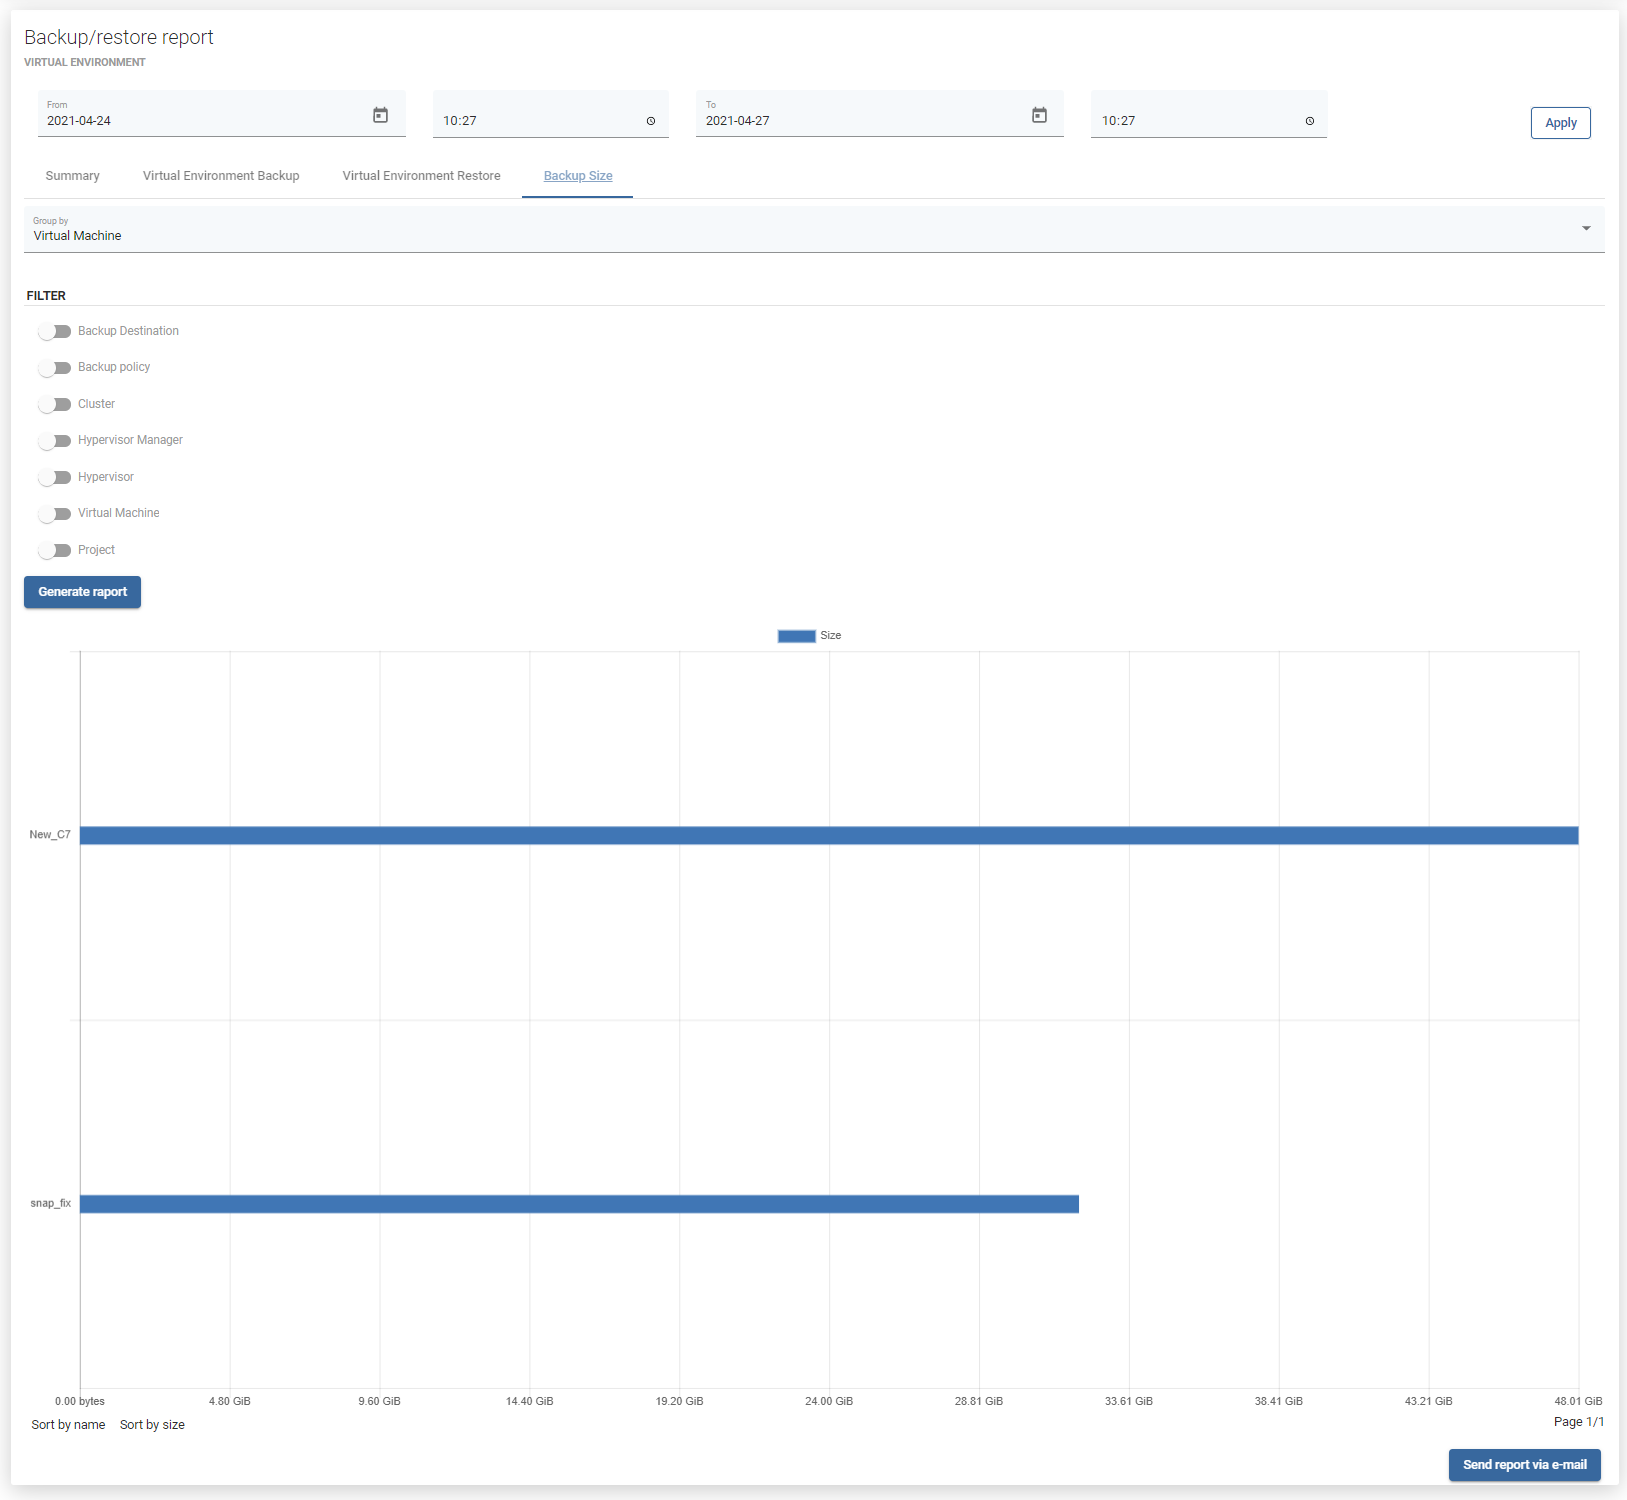 Backup/restore report
VIRTUAL ENVIRONMENT
From
2021-04-24
10:27
To
2021-04-27
10:27
Apply
Summary
Virtual Environment Backup
Virtual Environment Restore
Backup Size
Group by
Virtual Machine
FILTER
Backup Destination
Backup policy
Cluster
Hypervisor Manager
Hypervisor
Virtual Machine
Project
Generate raport
Size
New_C7
snap_fix
0.00 bytes
4.80 GiB
9.60 GiB
14.40 GiB
19.20 GiB
24.00 GiB
28.81 GiB
33.61 GiB
38.41 GiB
43.21 GiB
48.01 GiB
Sort by name
Sort by size
Page 1/1
Send report via e-mail